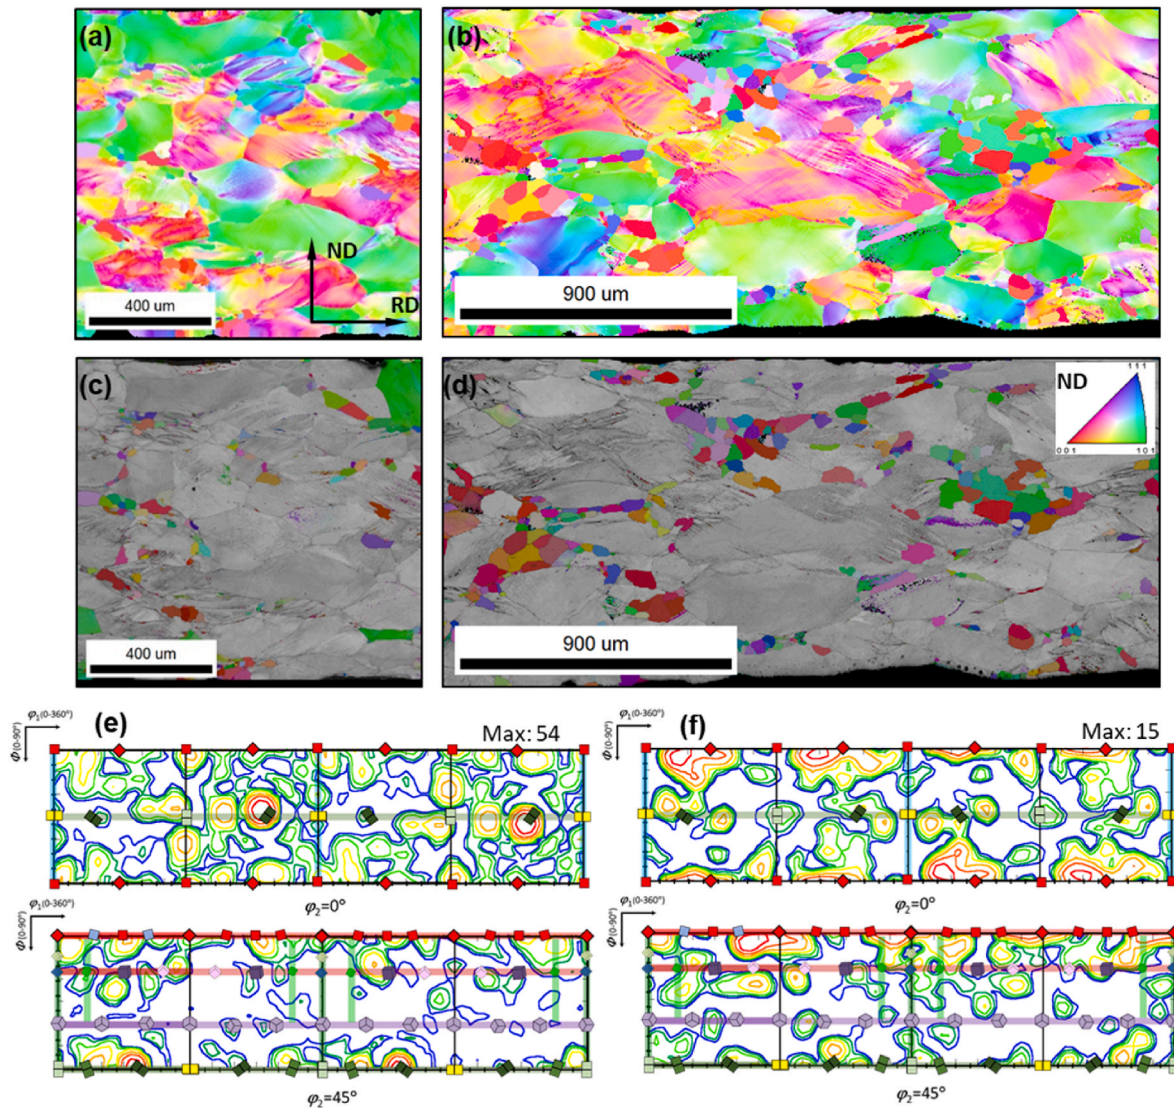 (a)
(b)
ND
RD
400 um
900 um
(c)
(d)
ND
111
001
101
400 um
900 um
φ₁(0-360°)
Φ(0-90°)
(e)
Max: 54
φ₁(0-360°)
Φ(0-90°)
(f)
Max: 15
φ₂=0°
φ₂=0°
φ₁(0-360°)
Φ(0-90°)
φ₁(0-360°)
Φ(0-90°)
φ₂=45°
φ₂=45°